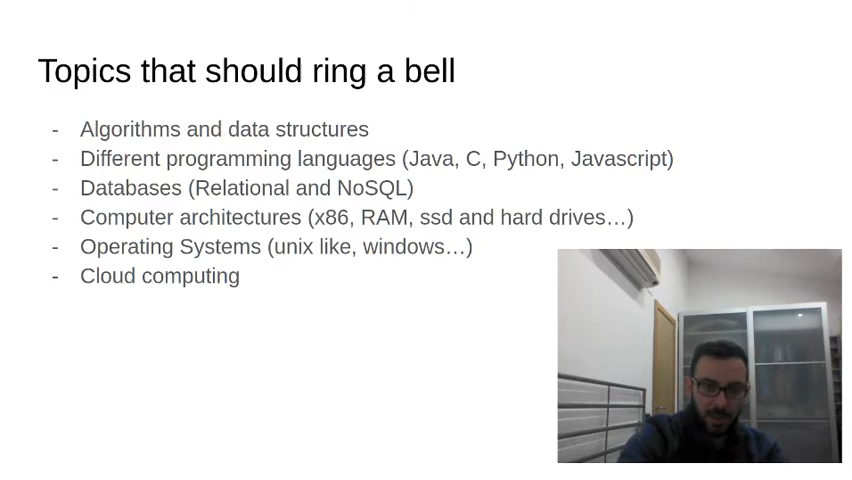 Topics that should ring a bell
- Algorithms and data structures
- Different programming languages (Java, C, Python, Javascript)
- Databases (Relational and NoSQL)
- Computer architectures (x86, RAM, ssd and hard drives…)
- Operating Systems (unix like, windows…)
- Cloud computing